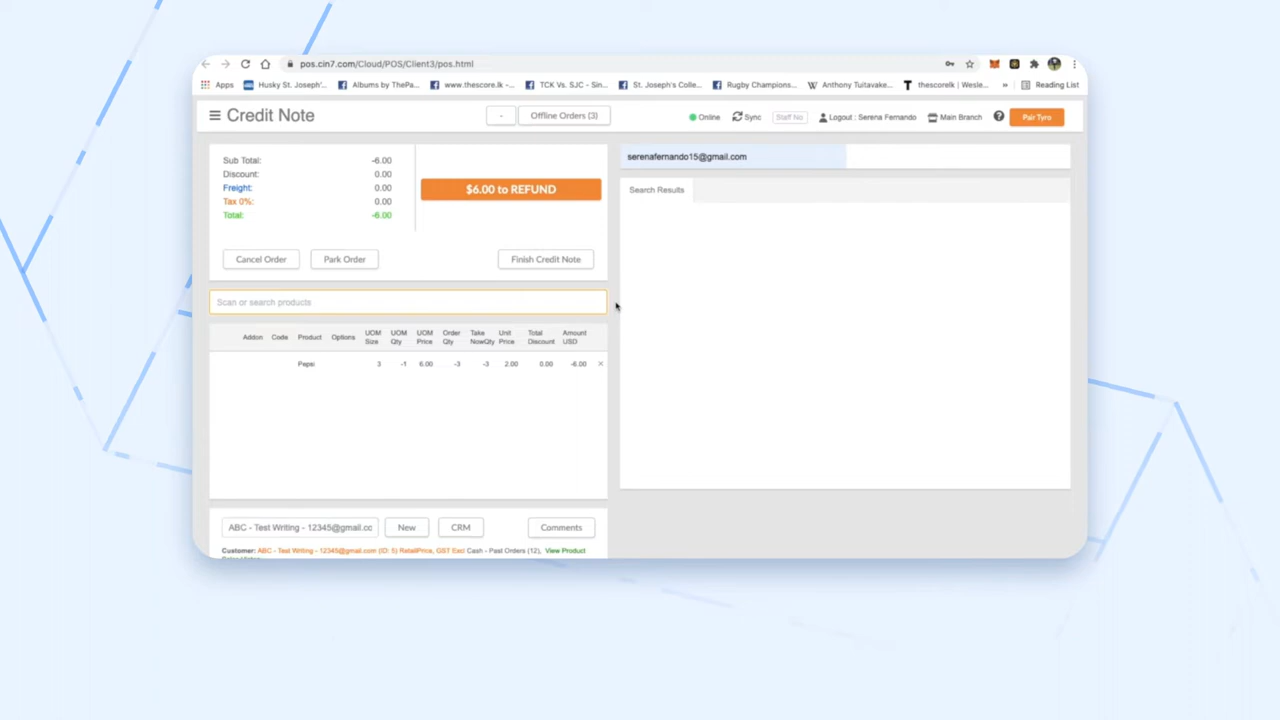 pos.cin7.com/Cloud/POS/Client3/pos.html
Apps Husky St. Joseph'... Albums by ThePa... www.thescore.lk -... TCK Vs. SJC - Sin... St. Joseph's Colle... Rugby Champions... Anthony Tuitavake... thescorelk | Wesle... » Reading List
Credit Note - Offline Orders (3) Online Sync Staff No Logout : Serena Fernando Main Branch Pair Tyro
Sub Total: -6.00
Discount: 0.00
Freight: 0.00
Tax 0%: 0.00
Total: -6.00
$6.00 to REFUND
Cancel Order Park Order Finish Credit Note
serenafernando15@gmail.com
Search Results
Scan or search products
Addon Code Product Options UOM Size UOM Qty UOM Price Order Qty Take NowQty Unit Price Total Discount Amount USD
Pepsi 3 -1 6.00 -3 -3 2.00 0.00 -6.00 ×
ABC - Test Writing - 12345@gmail.cc New CRM Comments
Customer: ABC - Test Writing - 12345@gmail.com (ID: 5) RetailPrice, GST Excl Cash - Past Orders (12), View Product